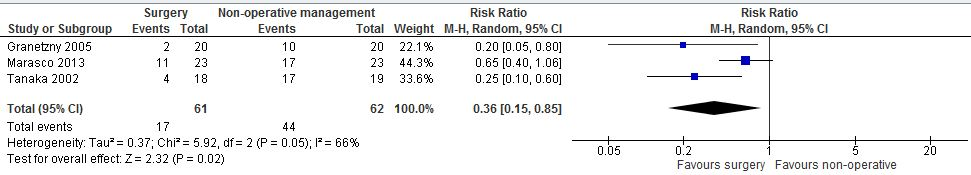 Surgery Non-operative management Risk Ratio Risk Ratio
Study or Subgroup Events Total Events Total Weight M-H, Random, 95% CI M-H, Random, 95% CI
Granetzny 2005 2 20 10 20 22.1% 0.20 [0.05, 0.80]
Marasco 2013 11 23 17 23 44.3% 0.65 [0.40, 1.06]
Tanaka 2002 4 18 17 19 33.6% 0.25 [0.10, 0.60]
Total (95% CI) 61 62 100.0% 0.36 [0.15, 0.85]
Total events 17 44
Heterogeneity: Tau² = 0.37; Chi² = 5.92, df = 2 (P = 0.05); I² = 66%
Test for overall effect: Z = 2.32 (P = 0.02)
0.05 0.2 1 5 20
Favours surgery Favours non-operative